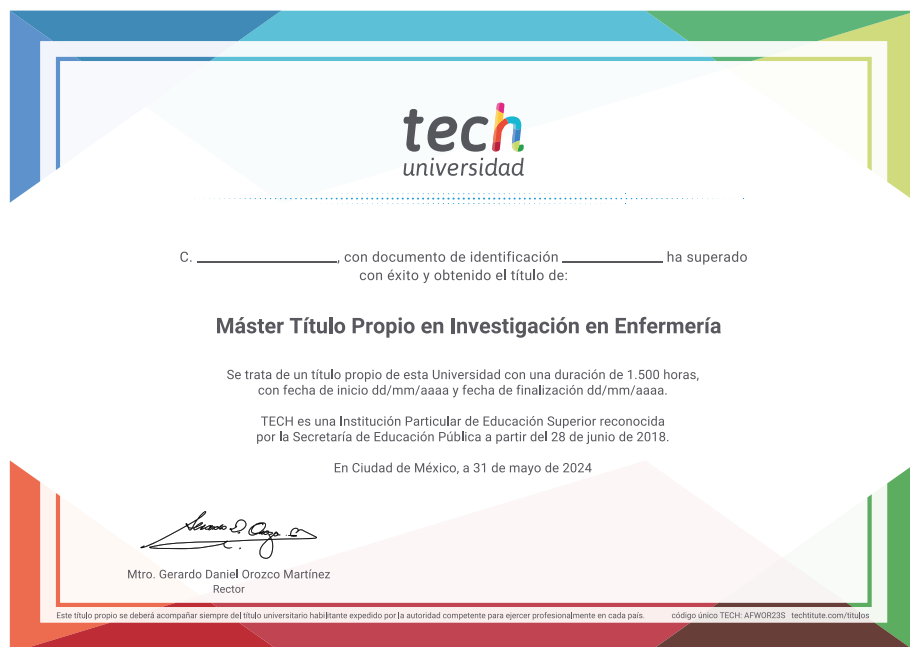 tech
universidad
C. ____________________, con documento de identificación ______________ ha superado
con éxito y obtenido el título de:
Máster Título Propio en Investigación en Enfermería
Se trata de un título propio de esta Universidad con una duración de 1.500 horas,
con fecha de inicio dd/mm/aaaa y fecha de finalización dd/mm/aaaa.
TECH es una Institución Particular de Educación Superior reconocida
por la Secretaría de Educación Pública a partir del 28 de junio de 2018.
En Ciudad de México, a 31 de mayo de 2024
Mtro. Gerardo Daniel Orozco Martínez
Rector
Este título propio se deberá acompañar siempre del título universitario habilitante expedido por la autoridad competente para ejercer profesionalmente en cada país. código único TECH: AFWOR23S techtitute.com/titulos